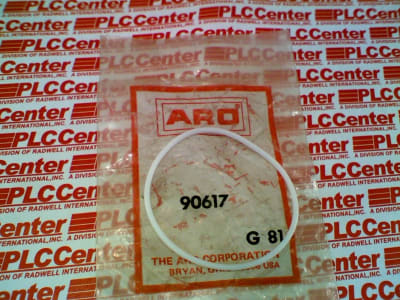 PLCCenter
A DIVISION OF RADWELL INTERNATIONAL, INC.
ARO
90617
G 81
THE ARO CORPORATION
BRYAN, USA